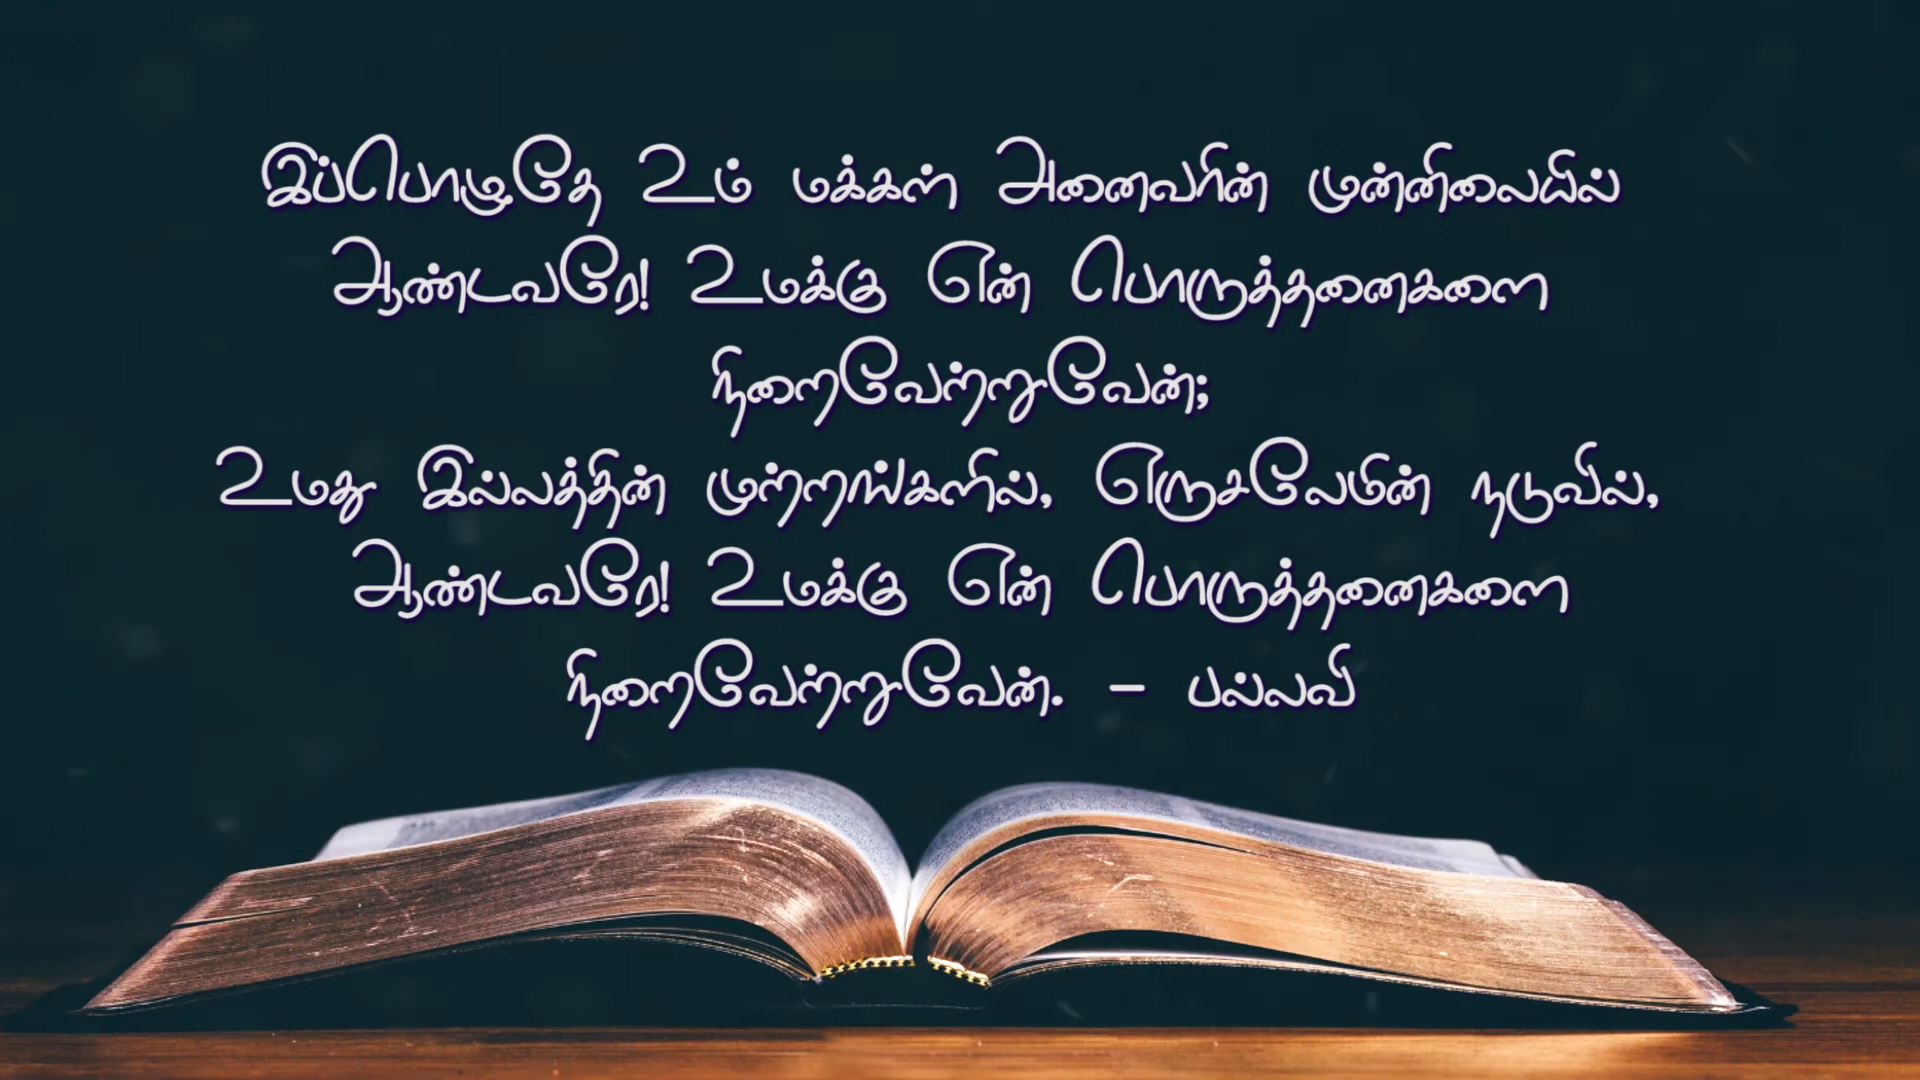 இப்பொழுதே உம் மக்கள் அனைவரின் முன்னிலையில்
ஆண்டவரே! உமக்கு என் பொருத்தனைகளை
நிறைவேற்றுவேன்;
உமது இல்லத்தின் முற்றங்களில், எருசலேமின் நடுவில்,
ஆண்டவரே! உமக்கு என் பொருத்தனைகளை
நிறைவேற்றுவேன். – பல்லவி